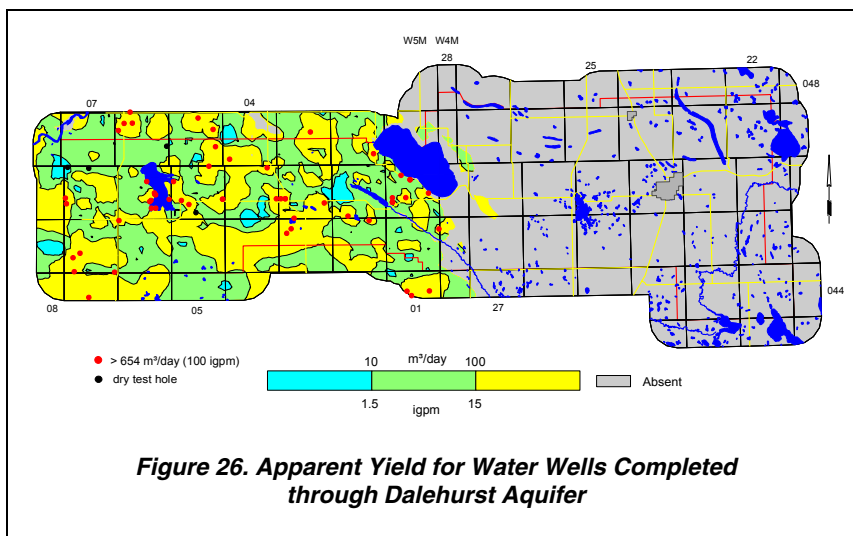 W5M W4M
28
25
22
048
07
04
044
08
05
01
27
> 654 m³/day (100 igpm)
dry test hole
10 m³/day 100
1.5 igpm 15
Absent
Figure 26. Apparent Yield for Water Wells Completed
through Dalehurst Aquifer